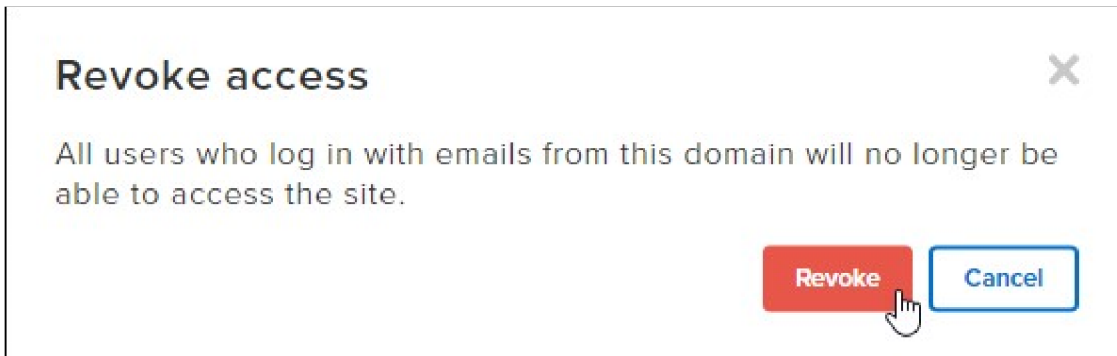 Revoke access
All users who log in with emails from this domain will no longer be
able to access the site.
Revoke Cancel